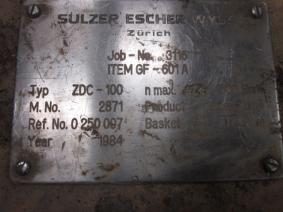 SULZER ESCHER WYSS
Zürich
Job - No. 3116
ITEM GF - 601 A
Typ ZDC - 100 n max.
M. No. 2871 Product
Ref. No. 0 250 097 Basket
Year 1984